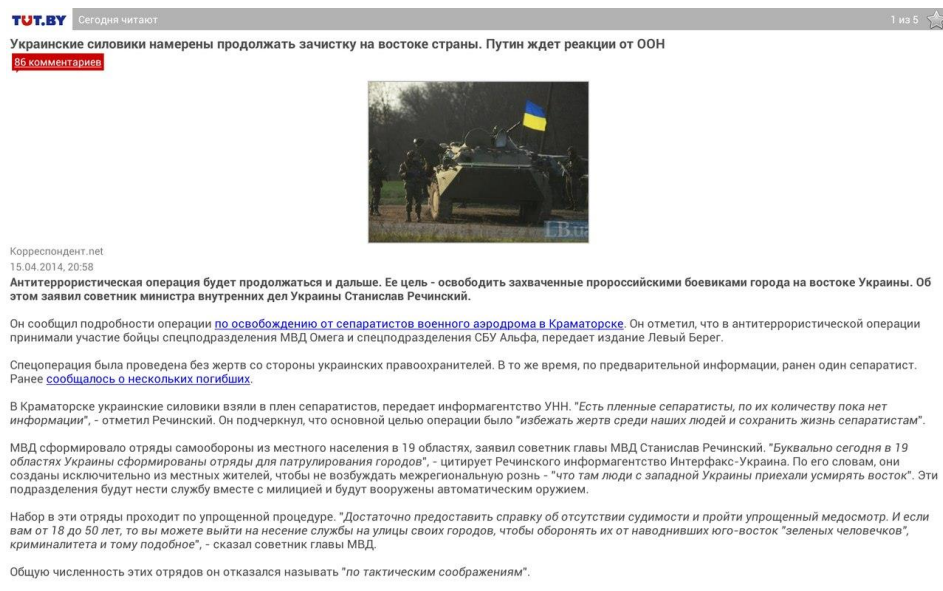 TUT.BY Сегодня читают 1 из 5
Украинские силовики намерены продолжать зачистку на востоке страны. Путин ждет реакции от ООН
86 комментариев
LB.ua
Корреспондент.net
15.04.2014, 20:58
Антитеррористическая операция будет продолжаться и дальше. Ее цель - освободить захваченные пророссийскими боевиками города на востоке Украины. Об
этом заявил советник министра внутренних дел Украины Станислав Речинский.
Он сообщил подробности операции по освобождению от сепаратистов военного аэродрома в Краматорске. Он отметил, что в антитеррористической операции
принимали участие бойцы спецподразделения МВД Омега и спецподразделения СБУ Альфа, передает издание Левый Берег.
Спецоперация была проведена без жертв со стороны украинских правоохранителей. В то же время, по предварительной информации, ранен один сепаратист.
Ранее сообщалось о нескольких погибших.
В Краматорске украинские силовики взяли в плен сепаратистов, передает информагентство УНН. "Есть пленные сепаратисты, по их количеству пока нет
информации", - отметил Речинский. Он подчеркнул, что основной целью операции было "избежать жертв среди наших людей и сохранить жизнь сепаратистам".
МВД сформировало отряды самообороны из местного населения в 19 областях, заявил советник главы МВД Станислав Речинский. "Буквально сегодня в 19
областях Украины сформированы отряды для патрулирования городов", - цитирует Речинского информагентство Интерфакс-Украина. По его словам, они
созданы исключительно из местных жителей, чтобы не возбуждать межрегиональную рознь - "что там люди с западной Украины приехали усмирять восток". Эти
подразделения будут нести службу вместе с милицией и будут вооружены автоматическим оружием.
Набор в эти отряды проходит по упрощенной процедуре. "Достаточно предоставить справку об отсутствии судимости и пройти упрощенный медосмотр. И если
вам от 18 до 50 лет, то вы можете выйти на несение службы на улицы своих городов, чтобы оборонять их от наводнивших юго-восток "зеленых человечков",
криминалитета и тому подобное", - сказал советник главы МВД.
Общую численность этих отрядов он отказался называть "по тактическим соображениям".